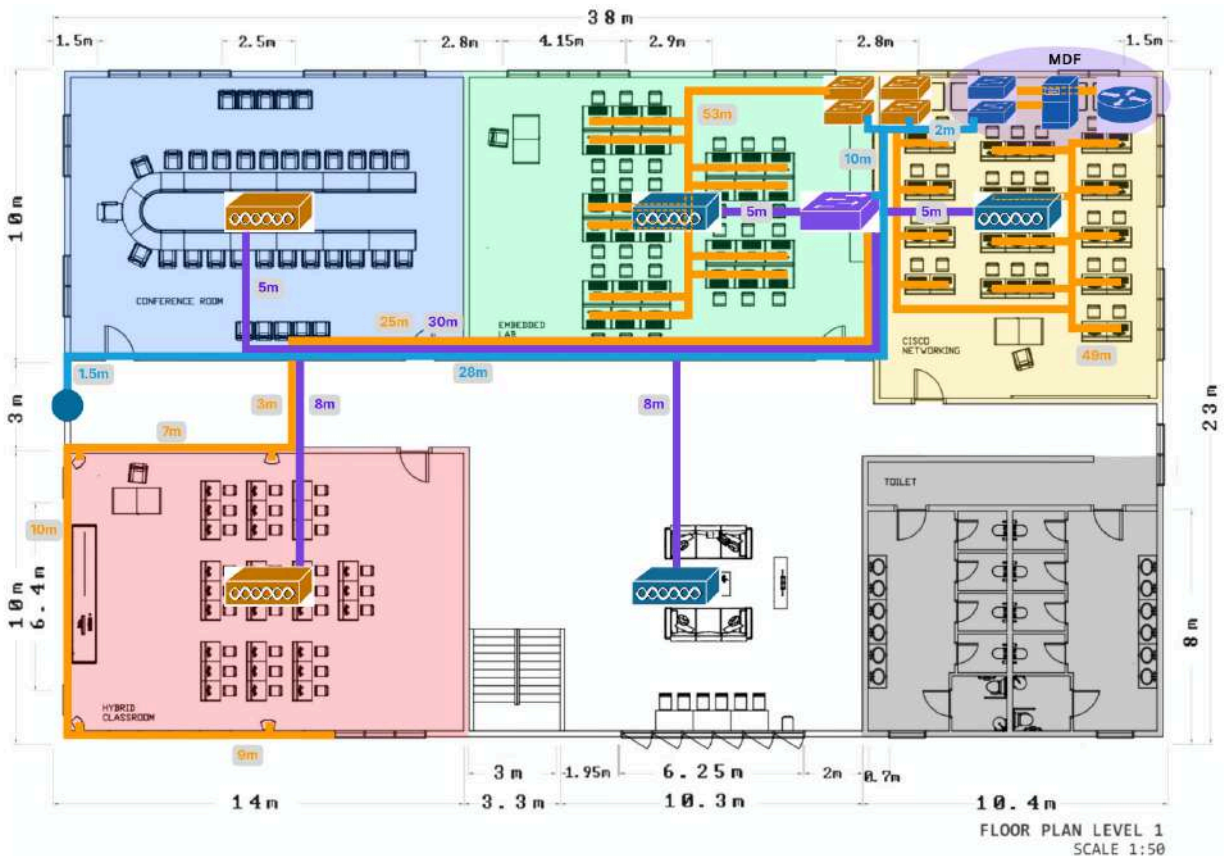 38m
1.5m
2.5m
2.8m
4.15m
2.9m
2.8m
1.5m
MDF
53m
2m
10m
10m
5m
5m
5m
CONFERENCE ROOM
25m
30m
EMBEDDED
LAB
CISCO
NETWORKING
49m
1.5m
28m
3m
3m
8m
8m
23m
7m
TOILET
10m
10m
6.4m
8m
HYBRID
CLASSROOM
9m
3m
1.95m
6.25m
2m
0.7m
14m
3.3m
10.3m
10.4m
FLOOR PLAN LEVEL 1
SCALE 1:50